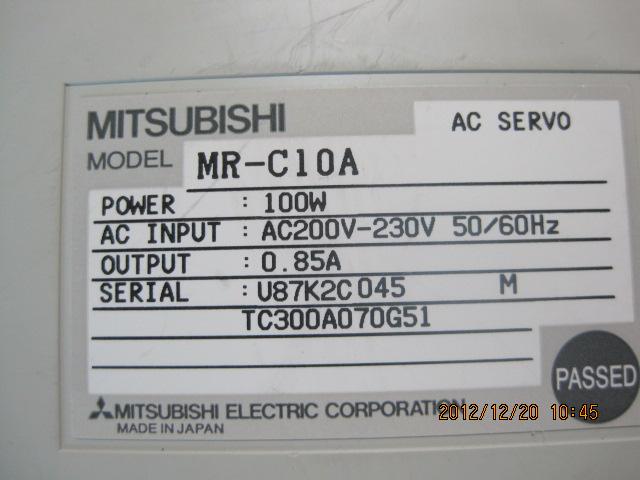 MITSUBISHI
AC SERVO
MODEL MR-C10A
POWER : 100W
AC INPUT : AC200V-230V 50/60Hz
OUTPUT : 0.85A
SERIAL : U87K2C045 M
TC300A070G51
PASSED
MITSUBISHI ELECTRIC CORPORATION
MADE IN JAPAN
2012/12/20 10:45